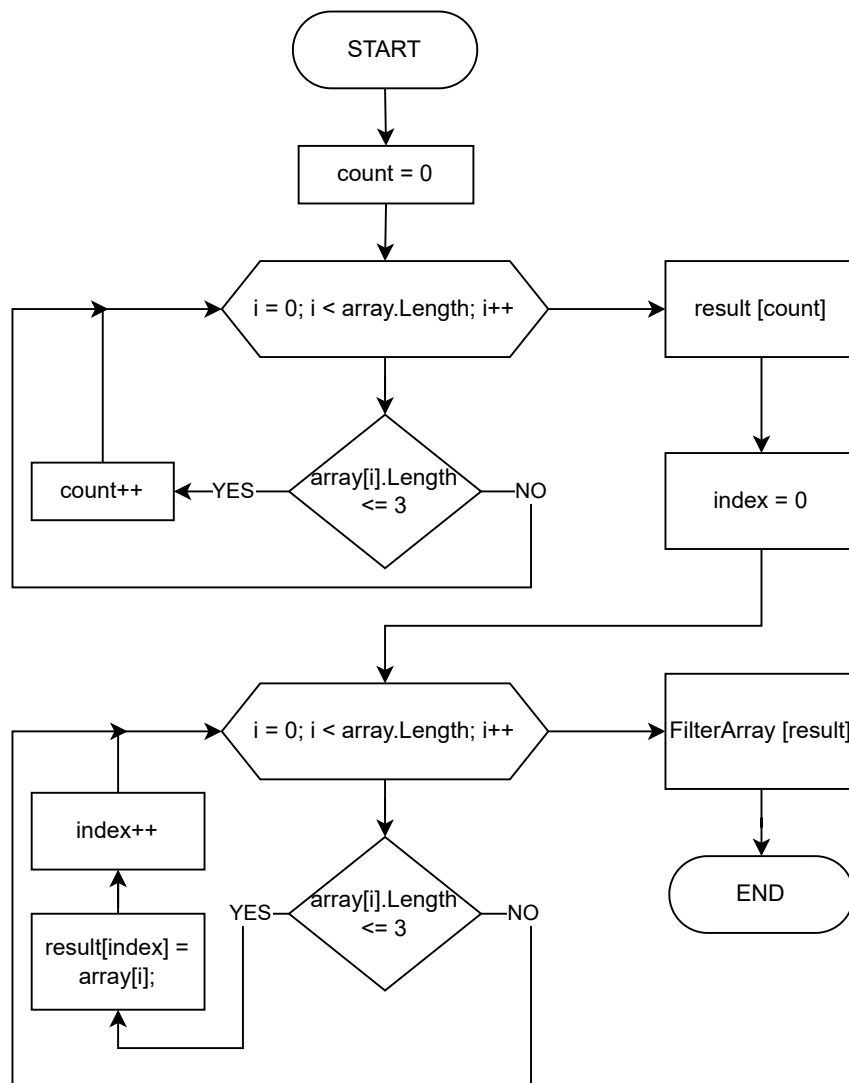 START
count = 0
i = 0; i < array.Length; i++
result [count]
array[i].Length
<= 3
YES
NO
count++
index = 0
i = 0; i < array.Length; i++
FilterArray [result]
index++
array[i].Length
<= 3
YES
NO
result[index] =
array[i];
END